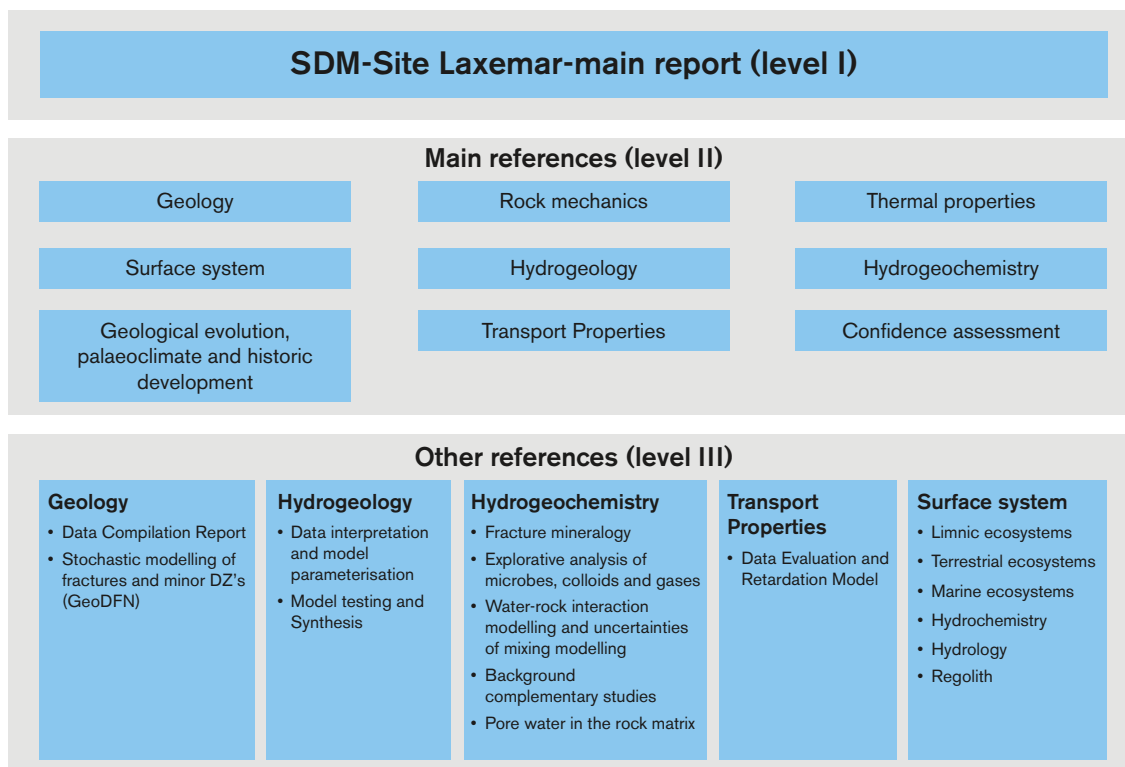 SDM-Site Laxemar-main report (level I)
Main references (level II)
Geology
Rock mechanics
Thermal properties
Surface system
Hydrogeology
Hydrogeochemistry
Geological evolution,
palaeoclimate and historic
development
Transport Properties
Confidence assessment
Other references (level III)
Geology
• Data Compilation Report
• Stochastic modelling of
fractures and minor DZ's
(GeoDFN)
Hydrogeology
• Data interpretation
and model
parameterisation
• Model testing and
Synthesis
Hydrogeochemistry
• Fracture mineralogy
• Explorative analysis of
microbes, colloids and gases
• Water-rock interaction
modelling and uncertainties
of mixing modelling
• Background
complementary studies
• Pore water in the rock matrix
Transport
Properties
• Data Evaluation and
Retardation Model
Surface system
• Limnic ecosystems
• Terrestrial ecosystems
• Marine ecosystems
• Hydrochemistry
• Hydrology
• Regolith